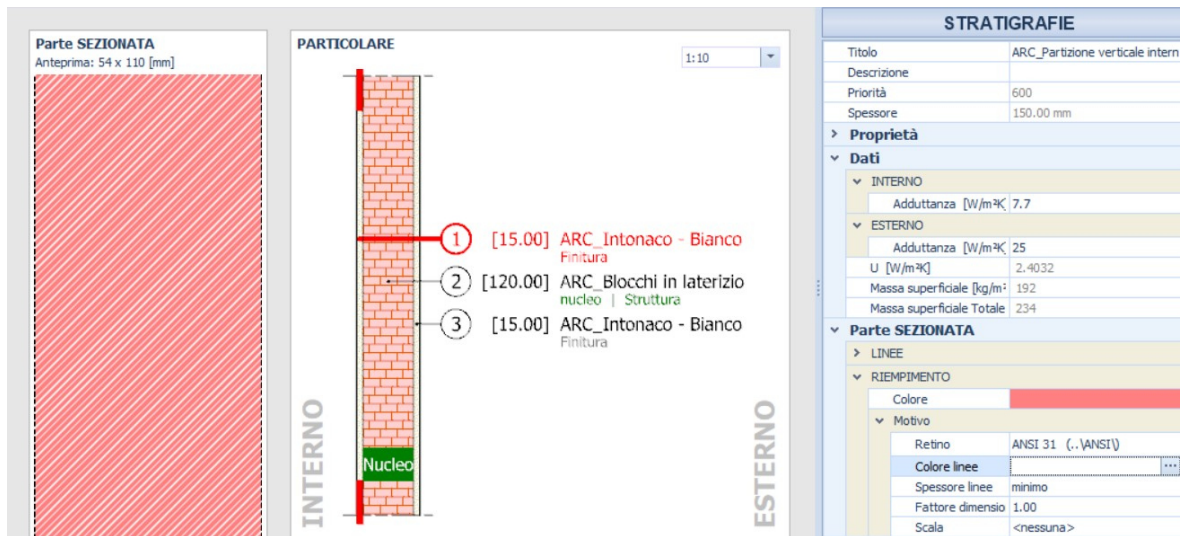 Parte SEZIONATA
Anteprima: 54 x 110 [mm]
PARTICOLARE
1:10
1 [15.00] ARC_Intonaco - Bianco
Finitura
2 [120.00] ARC_Blocchi in laterizio
nucleo | Struttura
3 [15.00] ARC_Intonaco - Bianco
Finitura
INTERNO
Nucleo
ESTERNO
STRATIGRAFIE
Titolo ARC_Partizione verticale intern
Descrizione
Priorità 600
Spessore 150.00 mm
Proprietà
Dati
INTERNO
Adduttanza [W/m²K] 7.7
ESTERNO
Adduttanza [W/m²K] 25
U [W/m²K] 2.4032
Massa superficiale [kg/m² 192
Massa superficiale Totale 234
Parte SEZIONATA
LINEE
RIEMPIMENTO
Colore
Motivo
Retino ANSI 31 (..\ANSI\)
Colore linee ...
Spessore linee minimo
Fattore dimensio 1.00
Scala <nessuna>